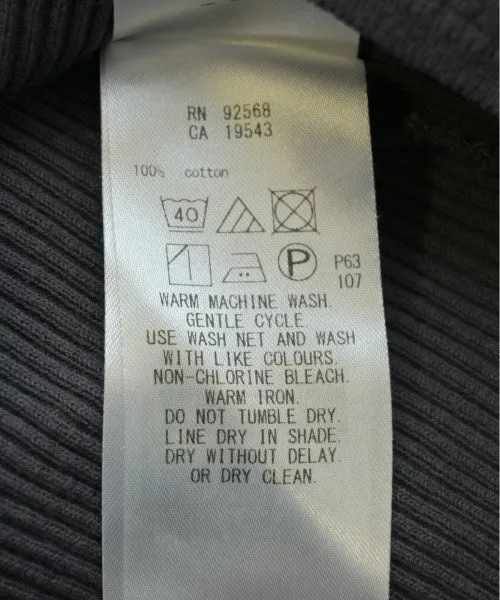 RN 92568
CA 19543
100% cotton
40
P P63
107
WARM MACHINE WASH.
GENTLE CYCLE.
USE WASH NET AND WASH
WITH LIKE COLOURS.
NON-CHLORINE BLEACH.
WARM IRON.
DO NOT TUMBLE DRY.
LINE DRY IN SHADE.
DRY WITHOUT DELAY.
OR DRY CLEAN.